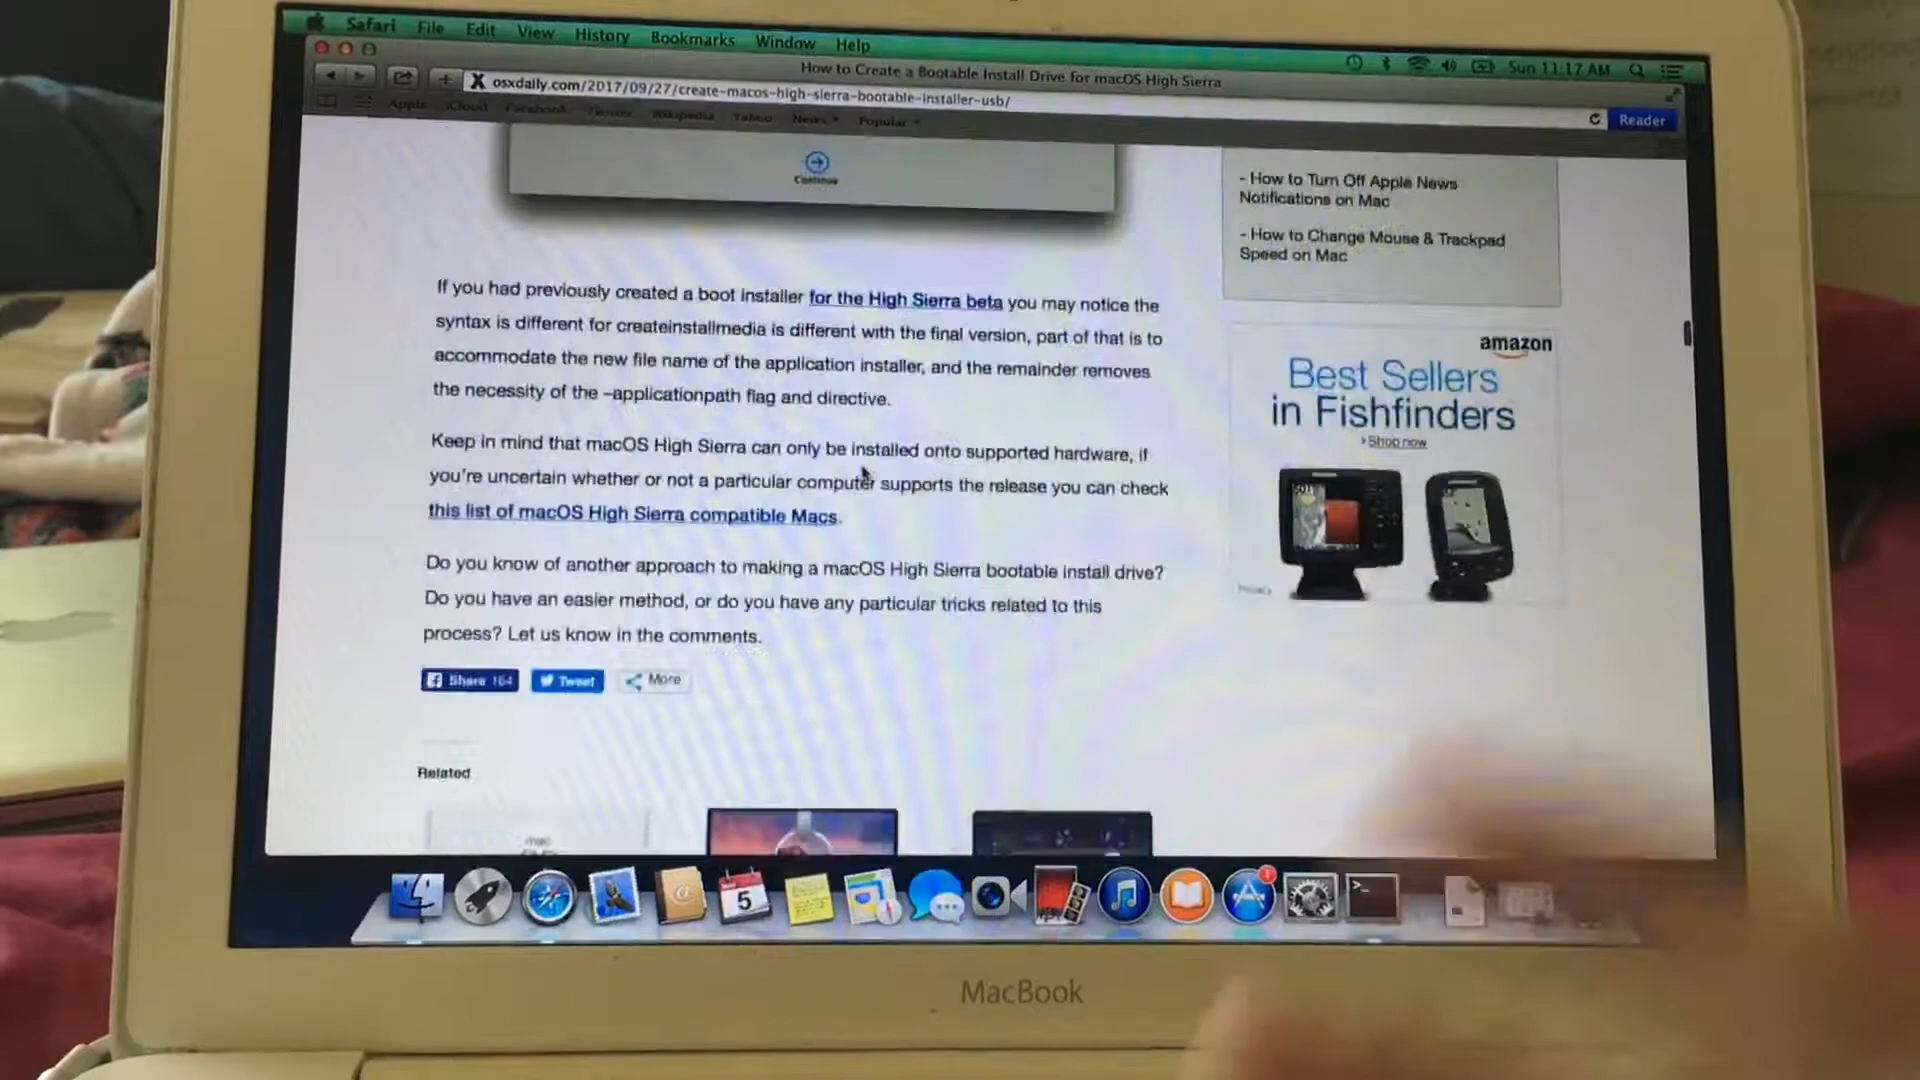 Safari File Edit View History Bookmarks Window Help
Sun 11:17 AM
How to Create a Bootable Install Drive for macOS High Sierra
osxdaily.com/2017/09/27/create-macos-high-sierra-bootable-installer-usb/
Reader
Apple iCloud Facebook Twitter Wikipedia Yahoo News Popular
Continue
- How to Turn Off Apple News
Notifications on Mac
- How to Change Mouse & Trackpad
Speed on Mac
If you had previously created a boot installer for the High Sierra beta you may notice the
syntax is different for createinstallmedia is different with the final version, part of that is to
accommodate the new file name of the application installer, and the remainder removes
the necessity of the –applicationpath flag and directive.
Keep in mind that macOS High Sierra can only be installed onto supported hardware, if
you're uncertain whether or not a particular computer supports the release you can check
this list of macOS High Sierra compatible Macs.
Do you know of another approach to making a macOS High Sierra bootable install drive?
Do you have an easier method, or do you have any particular tricks related to this
process? Let us know in the comments.
Share 164 Tweet More
Related
amazon
Best Sellers
in Fishfinders
› Shop now
Privacy
5
1
MacBook